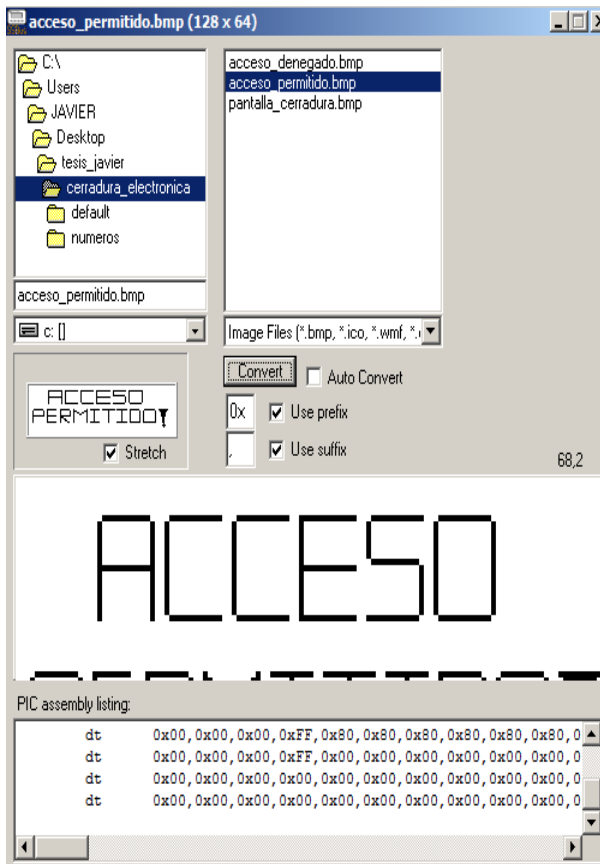 acceso_permitido.bmp (128 x 64)
C:\
Users
JAVIER
Desktop
tesis_javier
cerradura_electronica
default
numeros
acceso_denegado.bmp
acceso_permitido.bmp
pantalla_cerradura.bmp
acceso_permitido.bmp
c: []
Image Files (*.bmp, *.ico, *.wmf, *.
ACCESO
PERMITIDO!
Stretch
Convert
Auto Convert
0x
Use prefix
,
Use suffix
68,2
ACCESO
PIC assembly listing:
dt 0x00,0x00,0x00,0xFF,0x80,0x80,0x80,0x80,0x80,0x80,0
dt 0x00,0x00,0x00,0xFF,0x00,0x00,0x00,0x00,0x00,0x00,0
dt 0x00,0x00,0x00,0x00,0x00,0x00,0x00,0x00,0x00,0x00,0
dt 0x00,0x00,0x00,0x00,0x00,0x00,0x00,0x00,0x00,0x00,0